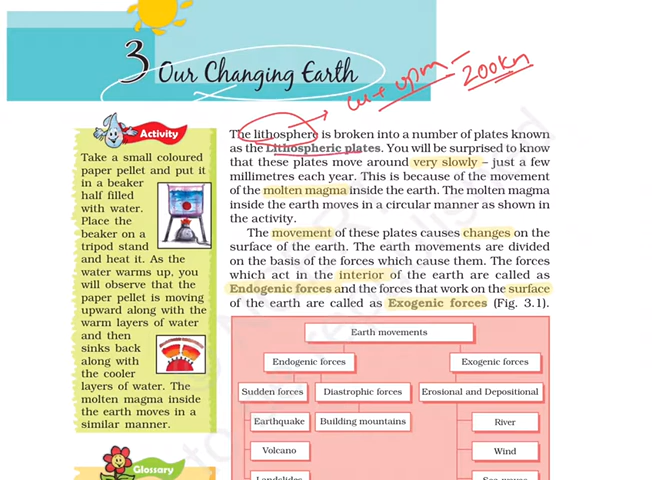 3 Our Changing Earth
cu + upm = 200km
Activity
Take a small coloured
paper pellet and put it
in a beaker
half filled
with water.
Place the
beaker on a
tripod stand
and heat it. As the
water warms up, you
will observe that the
paper pellet is moving
upward along with the
warm layers of water
and then
sinks back
along with
the cooler
layers of water. The
molten magma inside
the earth moves in a
similar manner.
Glossary
The lithosphere is broken into a number of plates known
as the Lithospheric plates. You will be surprised to know
that these plates move around very slowly – just a few
millimetres each year. This is because of the movement
of the molten magma inside the earth. The molten magma
inside the earth moves in a circular manner as shown in
the activity.
The movement of these plates causes changes on the
surface of the earth. The earth movements are divided
on the basis of the forces which cause them. The forces
which act in the interior of the earth are called as
Endogenic forces and the forces that work on the surface
of the earth are called as Exogenic forces (Fig. 3.1).
Earth movements
Endogenic forces
Exogenic forces
Sudden forces
Diastrophic forces
Erosional and Depositional
Earthquake
Building mountains
River
Volcano
Wind
Landslides
Sea-waves